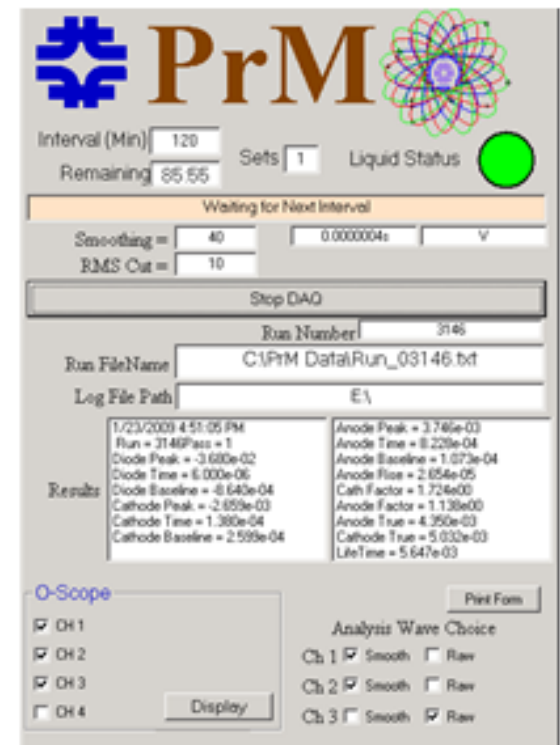 PrM
Interval (Min) 120
Sets 1 Liquid Status
Remaining 85.55
Waiting for Next Interval
Smoothing = 40 0.0000004s V
RMS Cut = 10
Stop DAQ
Run Number 3146
Run FileName C:\PrM Data\Run_03146.txt
Log File Path E:\
Results
1/23/2009 4:51:05 PM
Run = 3146Pass = 1
Diode Peak = -3.680e-02
Diode Time = 6.000e-06
Diode Baseline = -8.640e-04
Cathode Peak = -2.659e-03
Cathode Time = 1.380e-04
Cathode Baseline = 2.599e-04
Anode Peak = 3.746e-03
Anode Time = 8.228e-04
Anode Baseline = 1.073e-04
Anode Rise = 2.654e-05
Cath Factor = 1.724e00
Anode Factor = 1.138e00
Anode True = 4.350e-03
Cathode True = 5.032e-03
LifeTime = 5.647e-03
O-Scope
CH 1
CH 2
CH 3
CH 4
Display
Print Form
Analysis Wave Choice
Ch 1 Smooth Raw
Ch 2 Smooth Raw
Ch 3 Smooth Raw